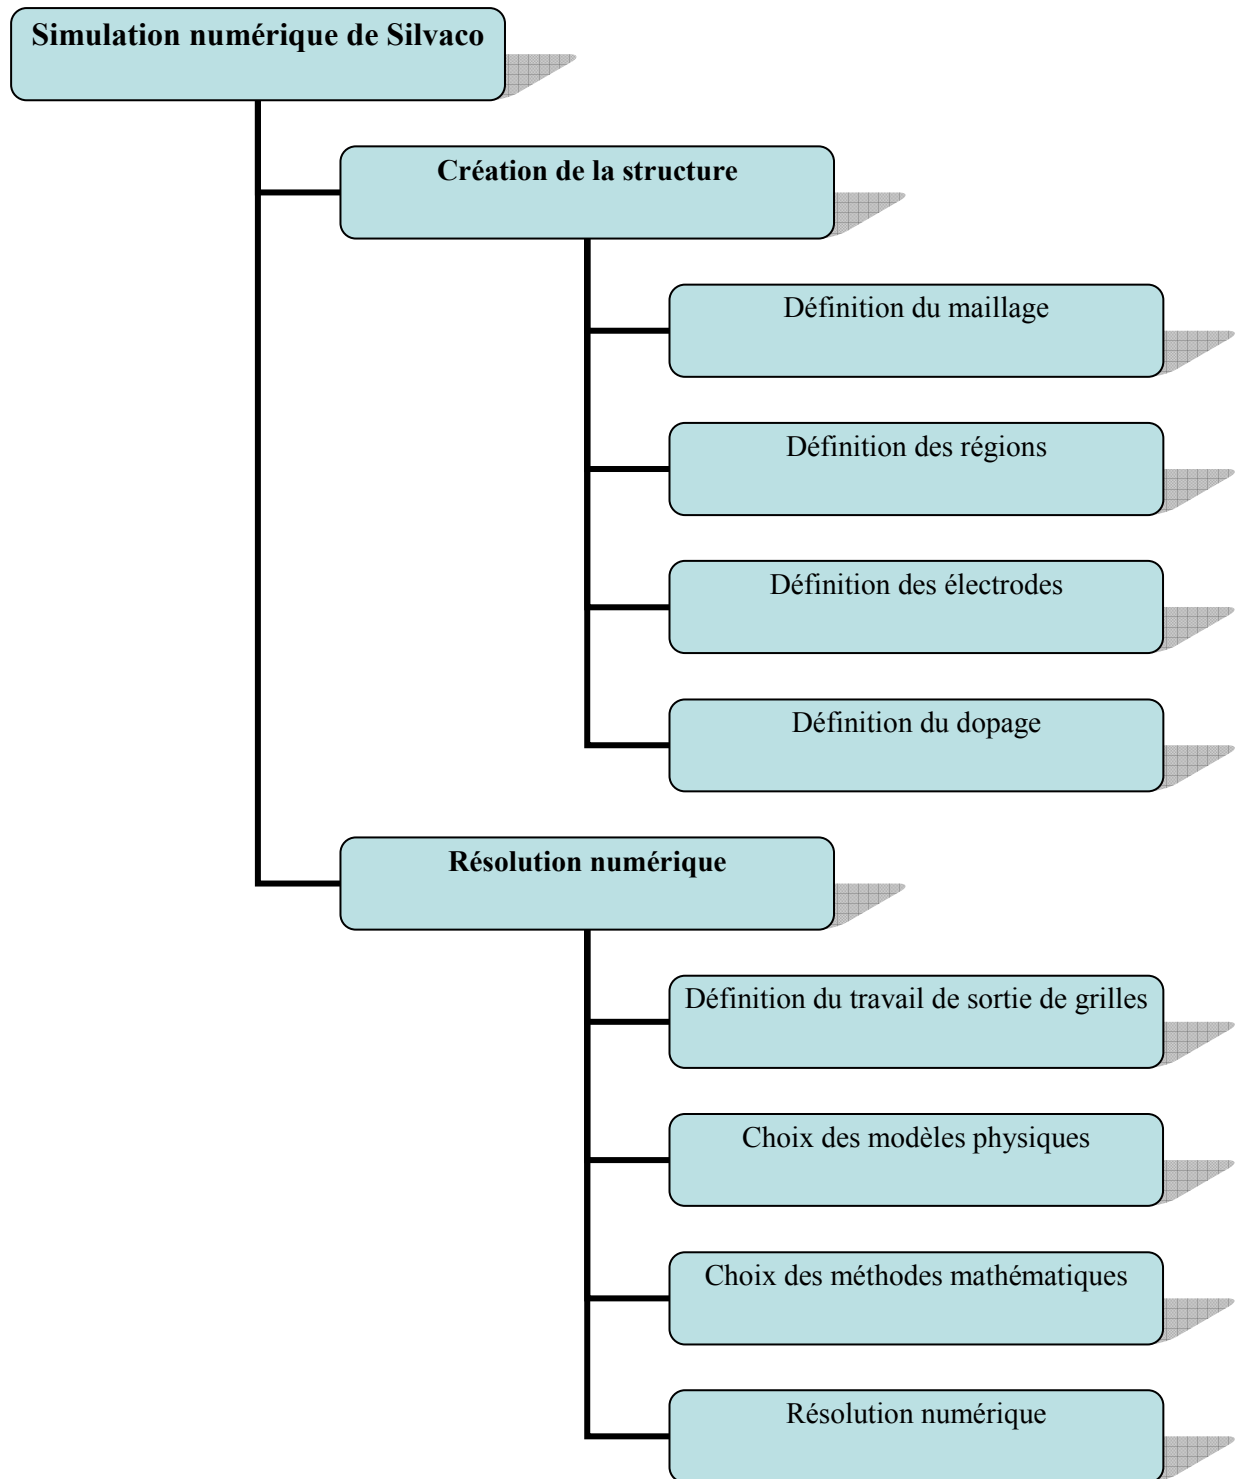 Simulation numérique de Silvaco
Création de la structure
Définition du maillage
Définition des régions
Définition des électrodes
Définition du dopage
Résolution numérique
Définition du travail de sortie de grilles
Choix des modèles physiques
Choix des méthodes mathématiques
Résolution numérique